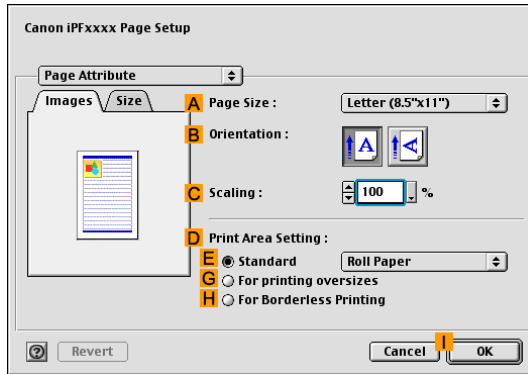 Canon iPFxxxx Page Setup
Page Attribute
Images Size
A Page Size : Letter (8.5"x11")
B Orientation : A A
C Scaling : 100 %
D Print Area Setting :
E Standard Roll Paper
G For printing oversizes
H For Borderless Printing
? Revert Cancel I OK